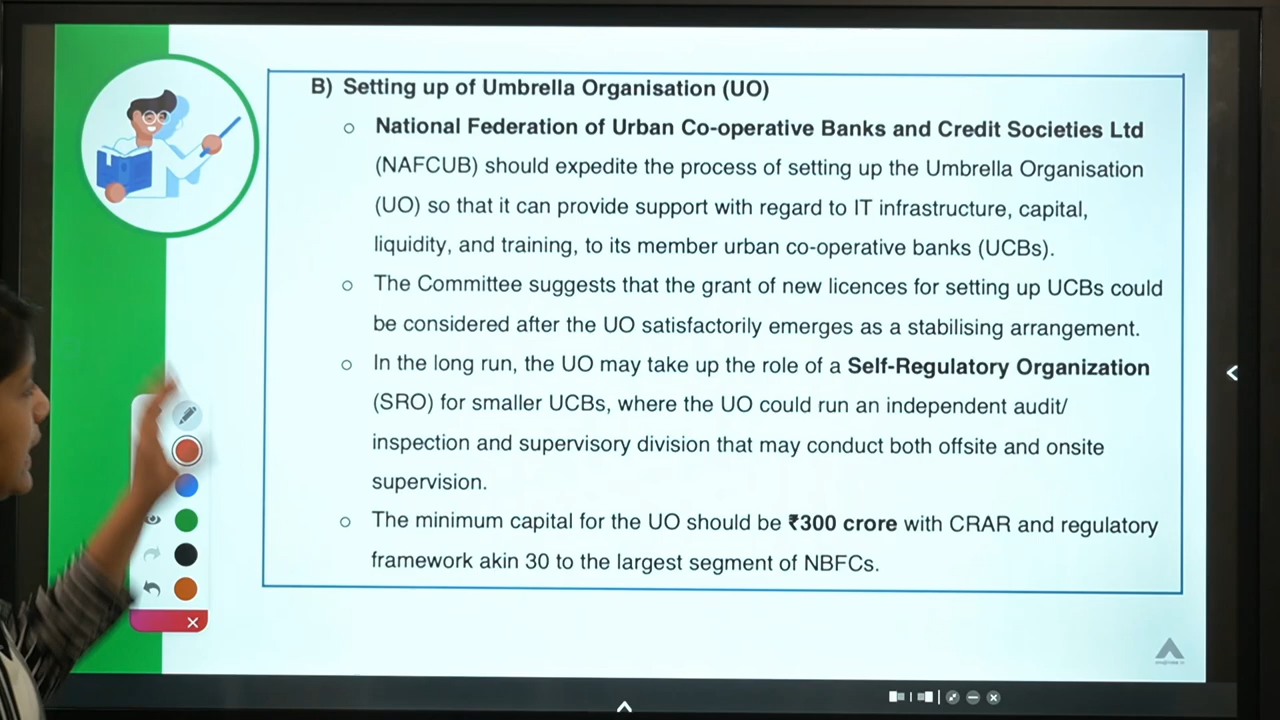 B) Setting up of Umbrella Organisation (UO)
○ National Federation of Urban Co-operative Banks and Credit Societies Ltd
(NAFCUB) should expedite the process of setting up the Umbrella Organisation
(UO) so that it can provide support with regard to IT infrastructure, capital,
liquidity, and training, to its member urban co-operative banks (UCBs).
○ The Committee suggests that the grant of new licences for setting up UCBs could
be considered after the UO satisfactorily emerges as a stabilising arrangement.
○ In the long run, the UO may take up the role of a Self-Regulatory Organization
(SRO) for smaller UCBs, where the UO could run an independent audit/
inspection and supervisory division that may conduct both offsite and onsite
supervision.
○ The minimum capital for the UO should be ₹300 crore with CRAR and regulatory
framework akin 30 to the largest segment of NBFCs.